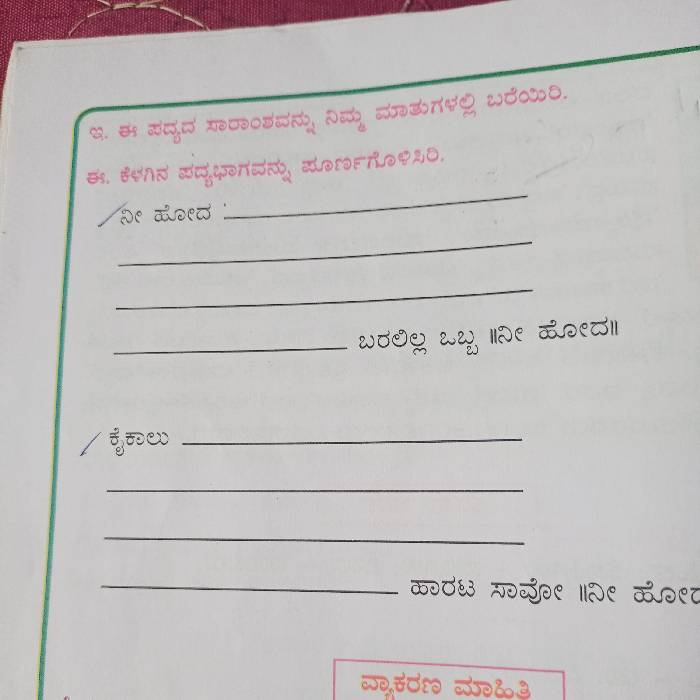 ಇ. ಈ ಪದ್ಯದ ಸಾರಾಂಶವನ್ನು ನಿಮ್ಮ ಮಾತುಗಳಲ್ಲಿ ಬರೆಯಿರಿ.
ಈ. ಕೆಳಗಿನ ಪದ್ಯಭಾಗವನ್ನು ಪೂರ್ಣಗೊಳಿಸಿರಿ.
ನೀ ಹೋದ
ಬರಲಿಲ್ಲ ಒಬ್ಬ ॥ನೀ ಹೋದ॥
ಕೈಕಾಲು
ಹಾರಟ ಸಾವೋ ॥ನೀ ಹೋದ
ವ್ಯಾಕರಣ ಮಾಹಿತಿ